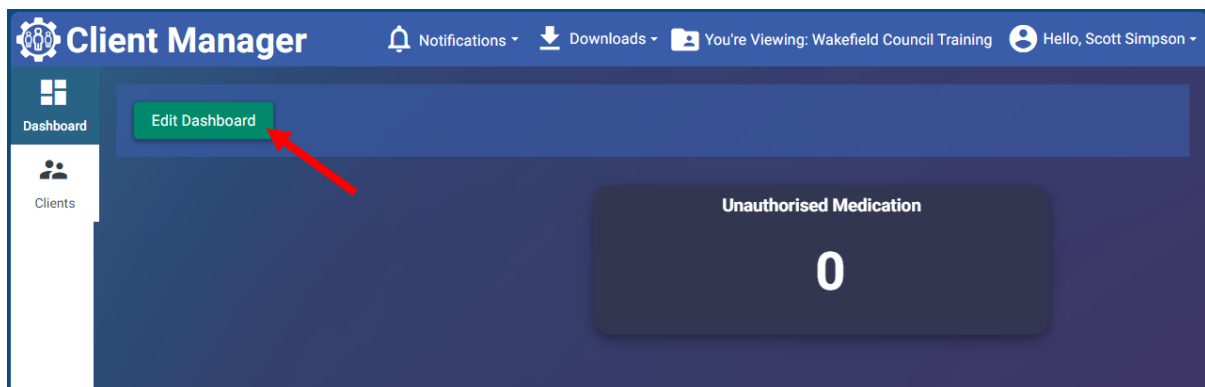 Client Manager
Notifications
Downloads
You're Viewing: Wakefield Council Training
Hello, Scott Simpson
Dashboard
Edit Dashboard
Clients
Unauthorised Medication
0